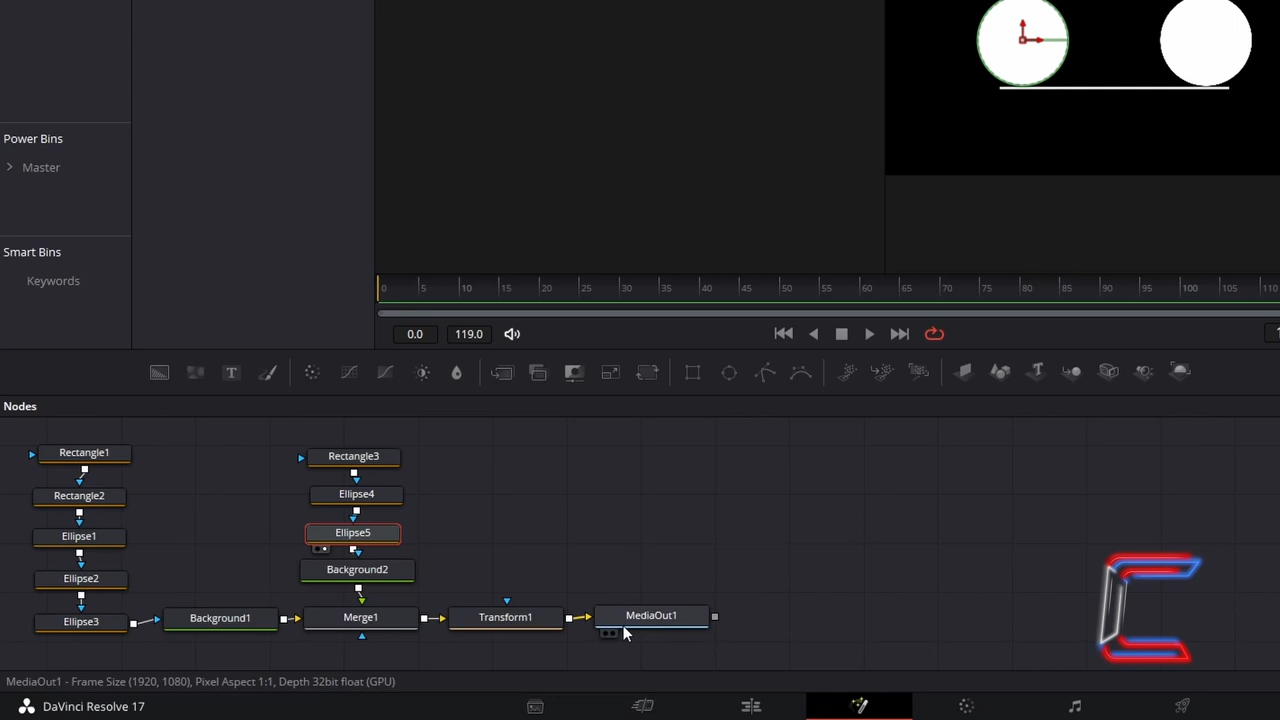 Power Bins
Master
Smart Bins
Keywords
0 5 10 15 20 25 30 35 40 45 50 55 60 65 70 75 80 85 90 95 100 105 110
0.0 119.0
Nodes
Rectangle1
Rectangle3
Rectangle2
Ellipse4
Ellipse1
Ellipse5
Ellipse2
Background2
Ellipse3
Background1
Merge1
Transform1
MediaOut1
MediaOut1 - Frame Size (1920, 1080), Pixel Aspect 1:1, Depth 32bit float (GPU)
DaVinci Resolve 17